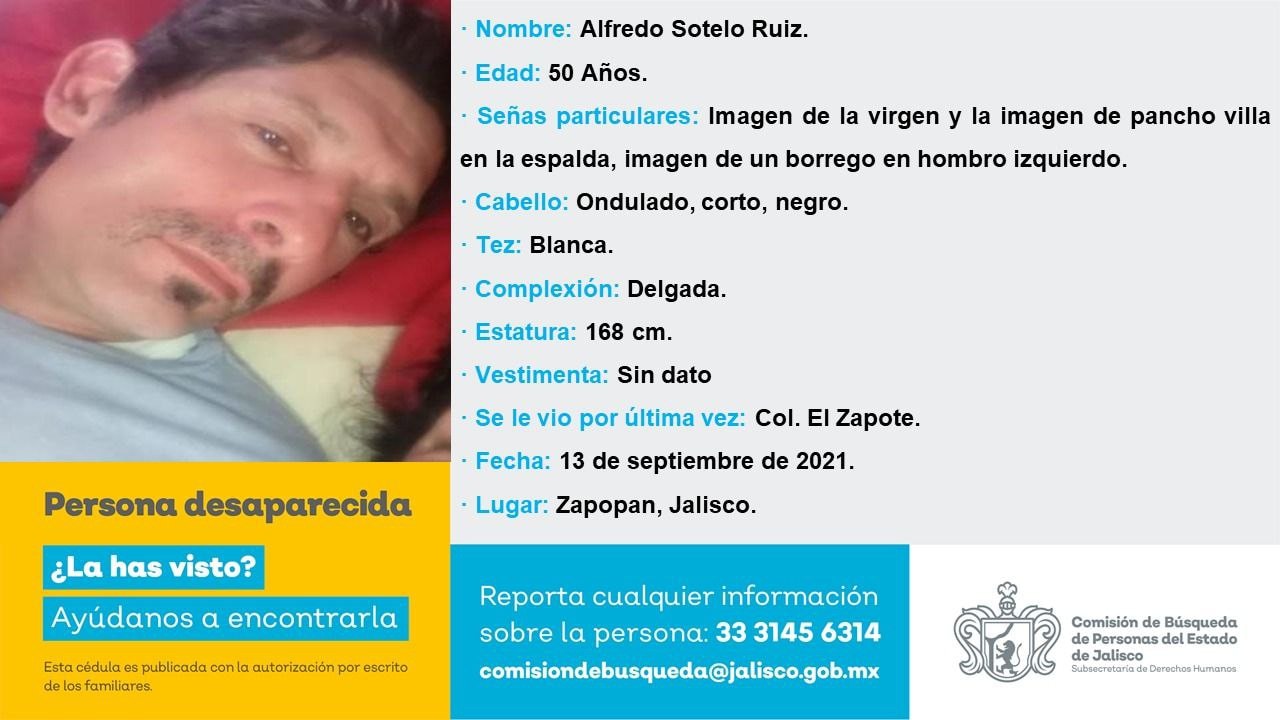 · Nombre: Alfredo Sotelo Ruiz.
· Edad: 50 Años.
· Señas particulares: Imagen de la virgen y la imagen de pancho villa
en la espalda, imagen de un borrego en hombro izquierdo.
· Cabello: Ondulado, corto, negro.
· Tez: Blanca.
· Complexión: Delgada.
· Estatura: 168 cm.
· Vestimenta: Sin dato
· Se le vio por última vez: Col. El Zapote.
· Fecha: 13 de septiembre de 2021.
· Lugar: Zapopan, Jalisco.
Persona desaparecida
¿La has visto?
Ayúdanos a encontrarla
Esta cédula es publicada con la autorización por escrito
de los familiares.
Reporta cualquier información
sobre la persona: 33 3145 6314
comisiondebusqueda@jalisco.gob.mx
Comisión de Búsqueda
de Personas del Estado
de Jalisco
Subsecretaría de Derechos Humanos